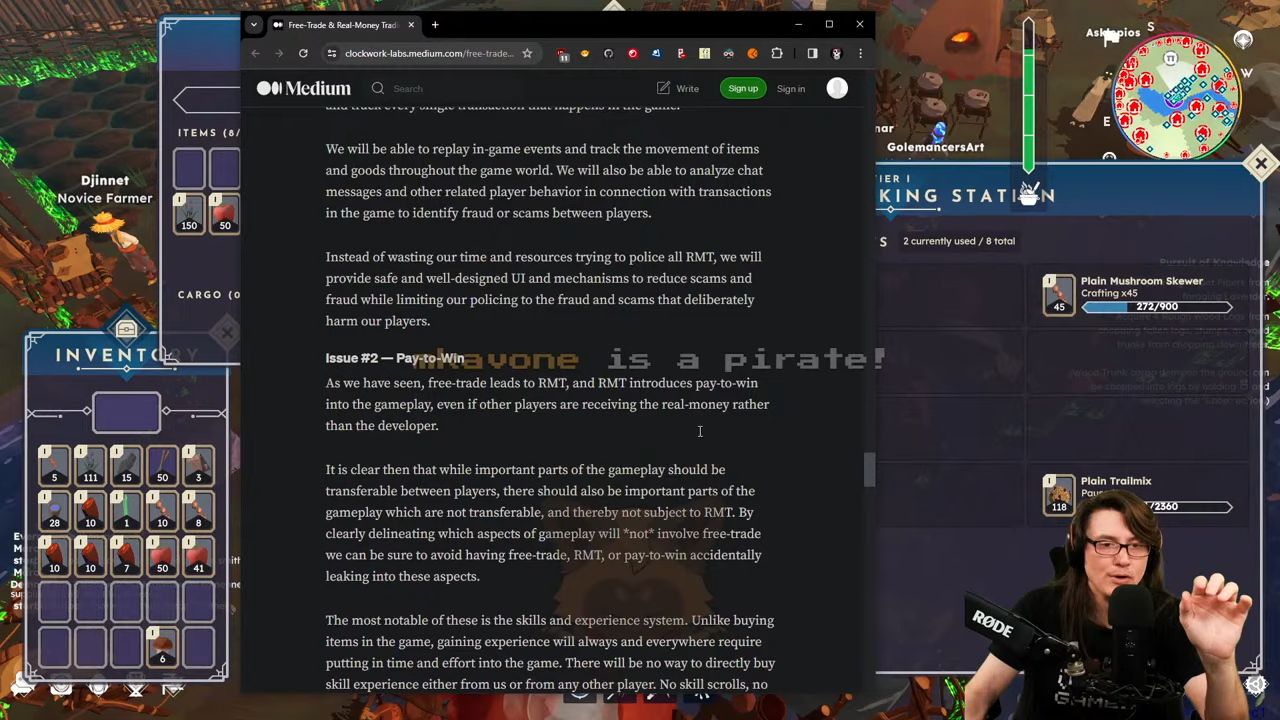 Free-Trade & Real-Money Trad
clockwork-labs.medium.com/free-trade...
11
Medium
Search
Write
Sign up
Sign in
and track every single transaction that happens in the game.
We will be able to replay in-game events and track the movement of items
and goods throughout the game world. We will also be able to analyze chat
messages and other related player behavior in connection with transactions
in the game to identify fraud or scams between players.
Instead of wasting our time and resources trying to police all RMT, we will
provide safe and well-designed UI and mechanisms to reduce scams and
fraud while limiting our policing to the fraud and scams that deliberately
harm our players.
Issue #2 — Pay-to-Win
mkavone is a pirate!
As we have seen, free-trade leads to RMT, and RMT introduces pay-to-win
into the gameplay, even if other players are receiving the real-money rather
than the developer.
It is clear then that while important parts of the gameplay should be
transferable between players, there should also be important parts of the
gameplay which are not transferable, and thereby not subject to RMT. By
clearly delineating which aspects of gameplay will *not* involve free-trade
we can be sure to avoid having free-trade, RMT, or pay-to-win accidentally
leaking into these aspects.
The most notable of these is the skills and experience system. Unlike buying
items in the game, gaining experience will always and everywhere require
putting in time and effort into the game. There will be no way to directly buy
skill experience either from us or from any other player. No skill scrolls, no
ITEMS (8/
Djinnet
Novice Farmer
150
50
CARGO (0
INVENTORY
5
111
15
50
3
28
10
1
10
8
10
10
7
50
41
6
Asklepios
S
W
E
GolemancersArt
TIER I
KING STATION
2 currently used / 8 total
Plain Mushroom Skewer
Crafting x45
45
272/900
Plain Trailmix
118
/2360
RØDE
GAME